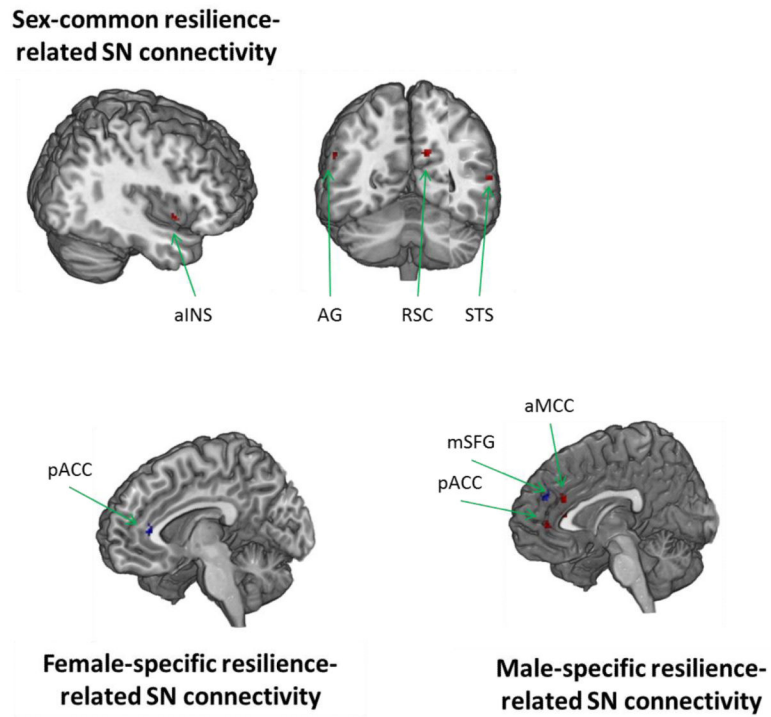 Sex-common resilience-
related SN connectivity
aINS
AG
RSC
STS
pACC
aMCC
mSFG
pACC
Female-specific resilience-
related SN connectivity
Male-specific resilience-
related SN connectivity